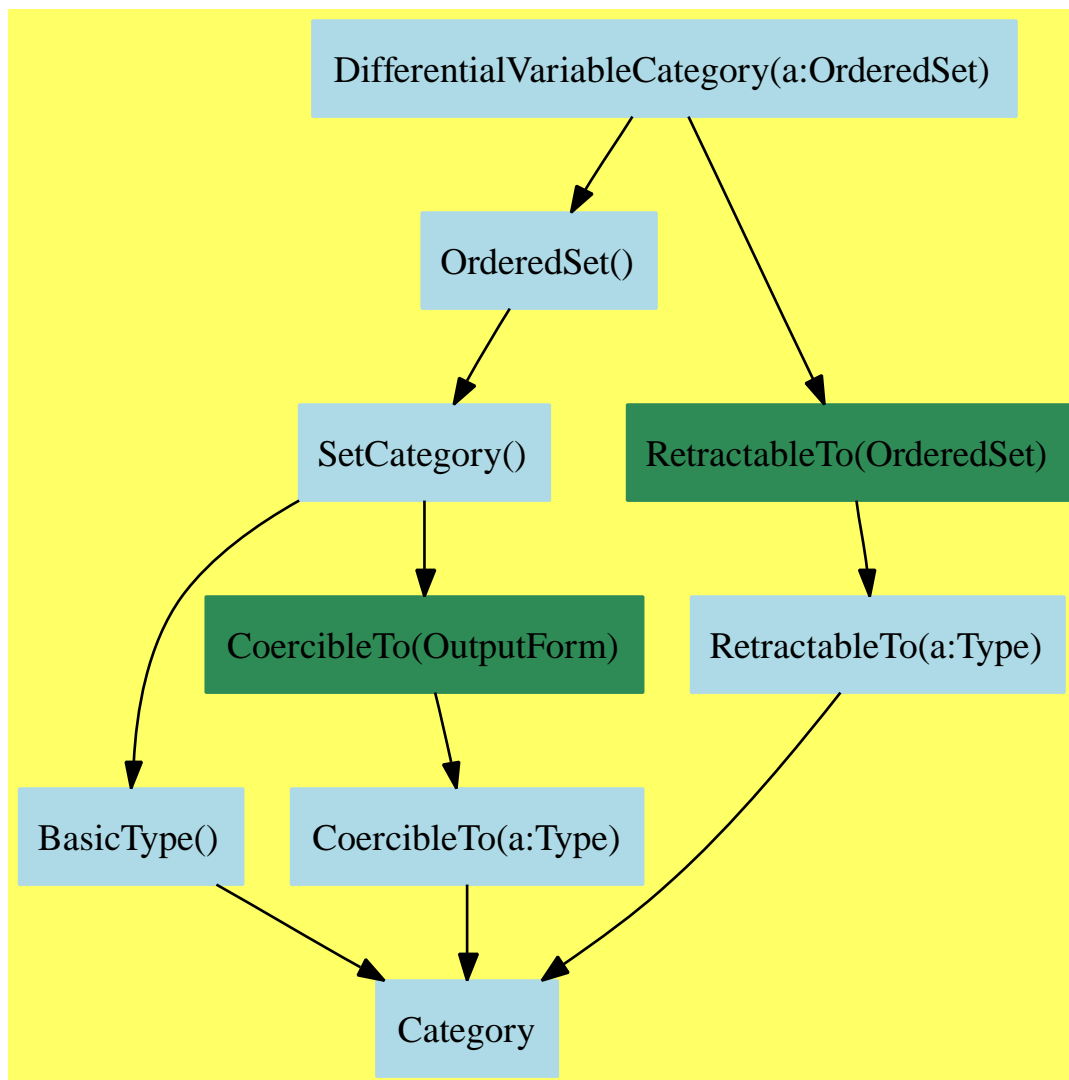 DifferentialVariableCategory(a:OrderedSet)
OrderedSet()
SetCategory()
RetractableTo(OrderedSet)
CoercibleTo(OutputForm)
RetractableTo(a:Type)
BasicType()
CoercibleTo(a:Type)
Category